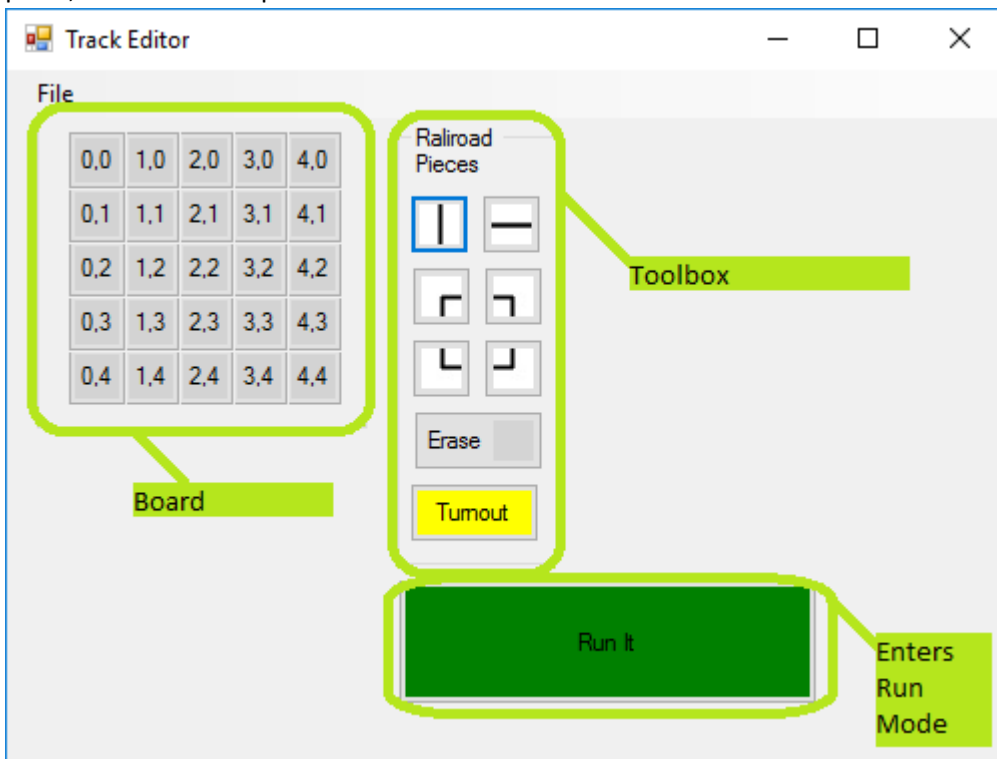 Track Editor
File
0,0 1,0 2,0 3,0 4,0
0,1 1,1 2,1 3,1 4,1
0,2 1,2 2,2 3,2 4,2
0,3 1,3 2,3 3,3 4,3
0,4 1,4 2,4 3,4 4,4
Board
Raliroad
Pieces
Erase
Turnout
Toolbox
Run It
Enters
Run
Mode